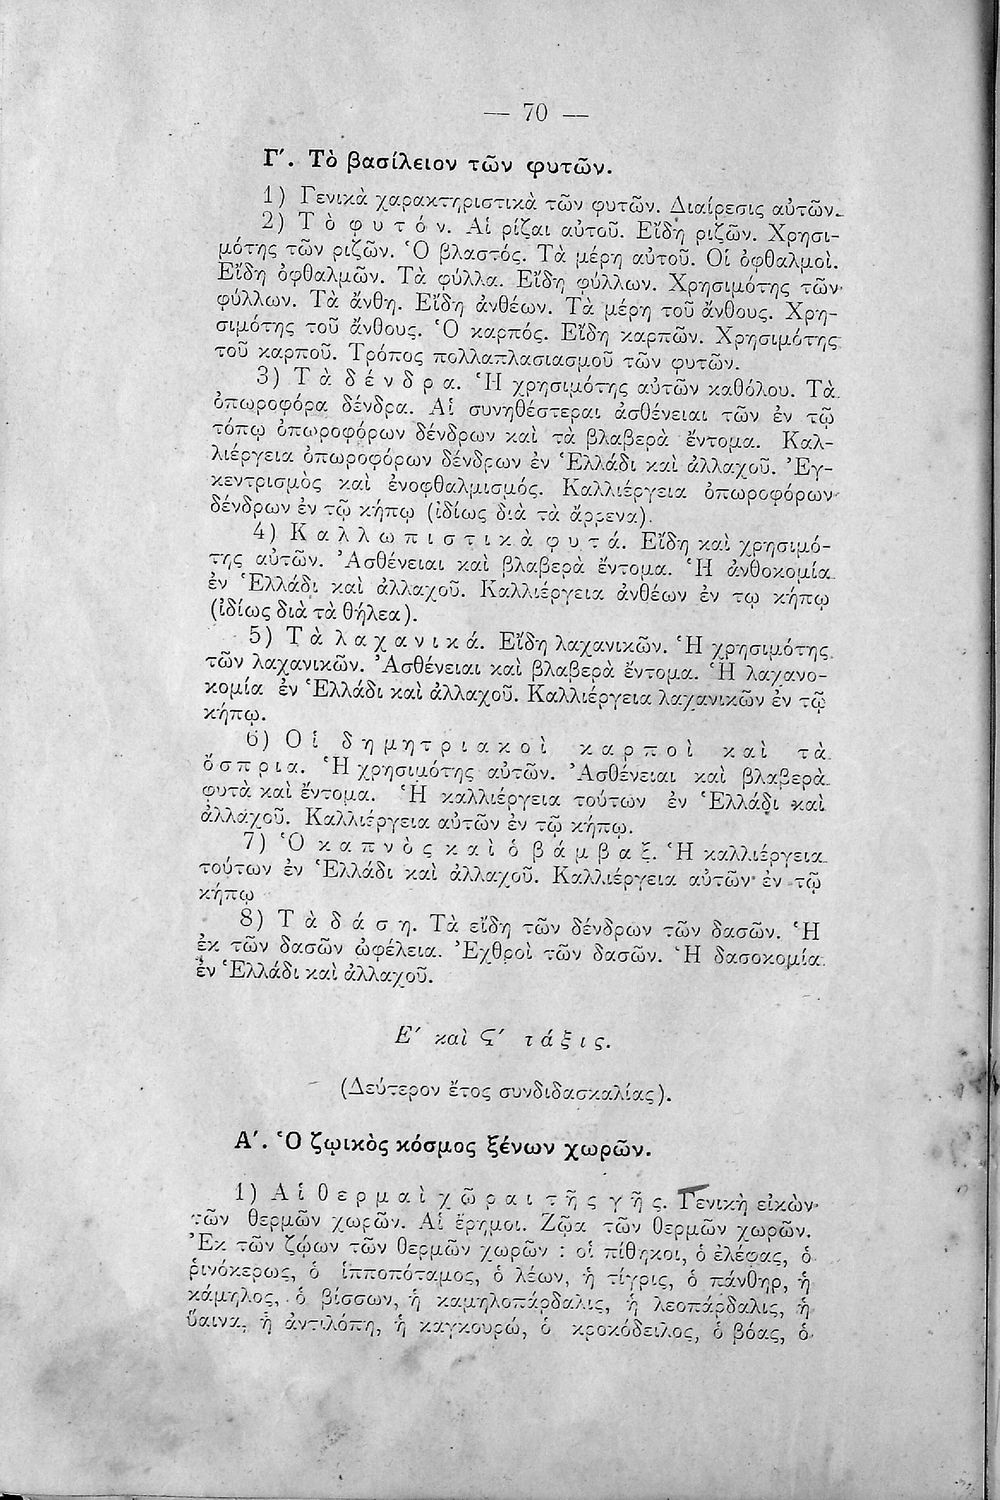 — 70 —
Γ′. Τὸ βασίλειον τῶν φυτῶν.
1) Γενικὰ χαρακτηριστικὰ τῶν φυτῶν. Διαίρεσις αὐτῶν.
2) Τὸ φυτόν. Αἱ ρίζαι αὐτοῦ. Εἴδη ριζῶν. Χρησι-
μότης τῶν ριζῶν. Ὁ βλαστός. Τὰ μέρη αὐτοῦ. Οἱ ὀφθαλμοί.
Εἴδη ὀφθαλμῶν. Τὰ φύλλα. Εἴδη φύλλων. Χρησιμότης τῶν
φύλλων. Τὰ ἄνθη. Εἴδη ἀνθέων. Τὰ μέρη τοῦ ἄνθους. Χρη-
σιμότης τοῦ ἄνθους. Ὁ καρπός. Εἴδη καρπῶν. Χρησιμότης
τοῦ καρποῦ. Τρόπος πολλαπλασιασμοῦ τῶν φυτῶν.
3) Τὰ δένδρα. Ἡ χρησιμότης αὐτῶν καθόλου. Τὰ
ὀπωροφόρα δένδρα. Αἱ συνηθέστεραι ἀσθένειαι τῶν ἐν τῷ
τόπῳ ὀπωροφόρων δένδρων καὶ τὰ βλαβερὰ ἔντομα. Καλ-
λιέργεια ὀπωροφόρων δένδρων ἐν Ἑλλάδι καὶ ἀλλαχοῦ. Ἐγ-
κεντρισμὸς καὶ ἐνοφθαλμισμός. Καλλιέργεια ὀπωροφόρων
δένδρων ἐν τῷ κήπῳ (ἰδίως διὰ τὰ ἄρρενα).
4) Καλλωπιστικὰ φυτά. Εἴδη καὶ χρησιμό-
της αὐτῶν. Ἀσθένειαι καὶ βλαβερὰ ἔντομα. Ἡ ἀνθοκομία
ἐν Ἑλλάδι καὶ ἀλλαχοῦ. Καλλιέργεια ἀνθέων ἐν τῳ κήπῳ
(ἰδίως διὰ τὰ θήλεα).
5) Τὰ λαχανικά. Εἴδη λαχανικῶν. Ἡ χρησιμότης
τῶν λαχανικῶν. Ἀσθένειαι καὶ βλαβερὰ ἔντομα. Ἡ λαχανο-
κομία ἐν Ἑλλάδι καὶ ἀλλαχοῦ. Καλλιέργεια λαχανικῶν ἐν τῷ
κήπῳ.
6) Οἱ δημητριακοὶ καρποὶ καὶ τὰ
ὄσπρια. Ἡ χρησιμότης αὐτῶν. Ἀσθένειαι καὶ βλαβερὰ
φυτὰ καὶ ἔντομα. Ἡ καλλιέργεια τούτων ἐν Ἑλλάδι καὶ
ἀλλαχοῦ. Καλλιέργεια αὐτῶν ἐν τῷ κήπῳ.
7) Ὁ καπνὸς καὶ ὁ βάμβαξ. Ἡ καλλιέργεια
τούτων ἐν Ἑλλάδι καὶ ἀλλαχοῦ. Καλλιέργεια αὐτῶν ἐν τῷ
κήπῳ
8) Τὰ δάση. Τὰ εἴδη τῶν δένδρων τῶν δασῶν. Ἡ
ἐκ τῶν δασῶν ὠφέλεια. Ἐχθροὶ τῶν δασῶν. Ἡ δασοκομία
ἐν Ἑλλάδι καὶ ἀλλαχοῦ.
Ε′ καὶ Ϛ′ τάξις.
(Δεύτερον ἔτος συνδιδασκαλίας).
Α′. Ὁ ζῳικὸς κόσμος ξένων χωρῶν.
1) Αἱ θερμαὶ χῶραι τῆς γῆς. Γενικὴ εἰκὼν
τῶν θερμῶν χωρῶν. Αἱ ἔρημοι. Ζῷα τῶν θερμῶν χωρῶν.
Ἐκ τῶν ζῴων τῶν θερμῶν χωρῶν : οἱ πίθηκοι, ὁ ἐλέφας, ὁ
ῥινόκερως, ὁ ἱπποπόταμος, ὁ λέων, ἡ τίγρις, ὁ πάνθηρ, ἡ
κάμηλος, ὁ βίσσων, ἡ καμηλοπάρδαλις, ἡ λεοπάρδαλις, ἡ
ὕαινα, ἡ ἀντιλόπη, ἡ καγκουρώ, ὁ κροκόδειλος, ὁ βόας, ὁ